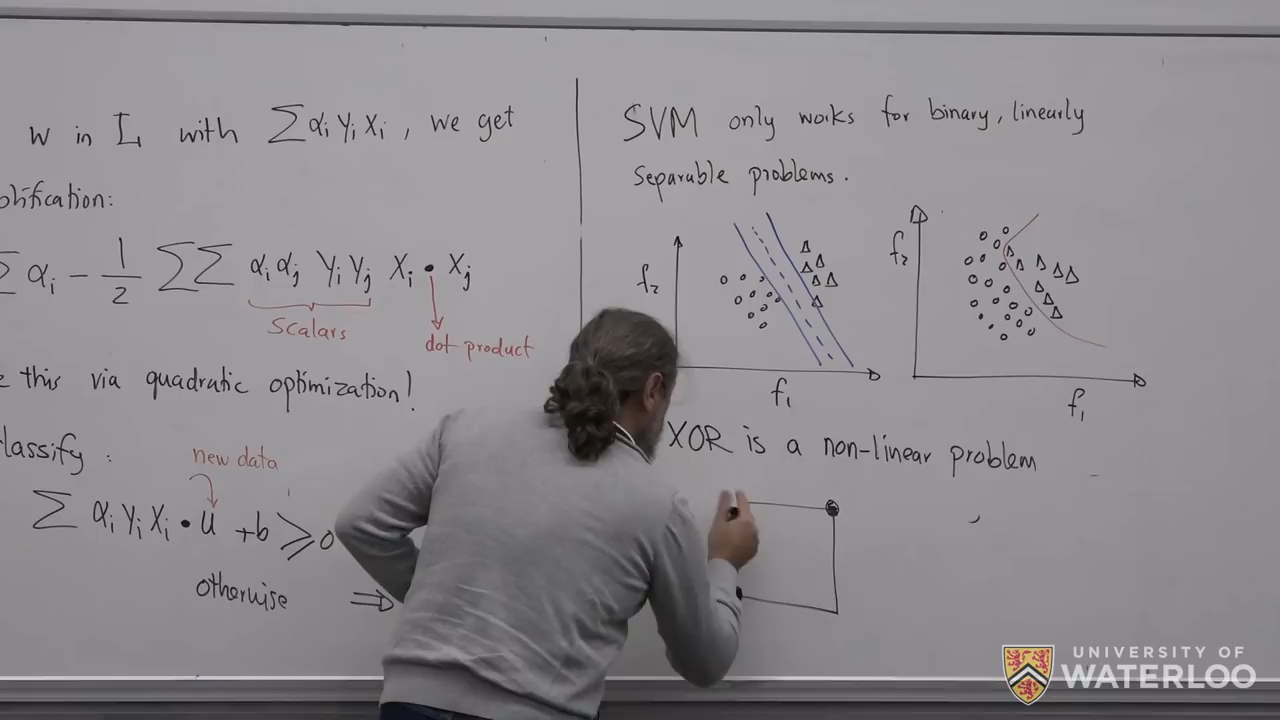 w in L with ∑αi yi xi, we get
∑ αi - 1/2 ∑∑ αi αj yi yj xi • xj
scalars
dot product
this via quadratic optimization!
new data
∑ αi yi xi • u + b ≥ 0
otherwise ⇒
SVM only works for binary, linearly
separable problems.
f2
f1
f2
f1
XOR is a non-linear problem
UNIVERSITY OF
WATERLOO